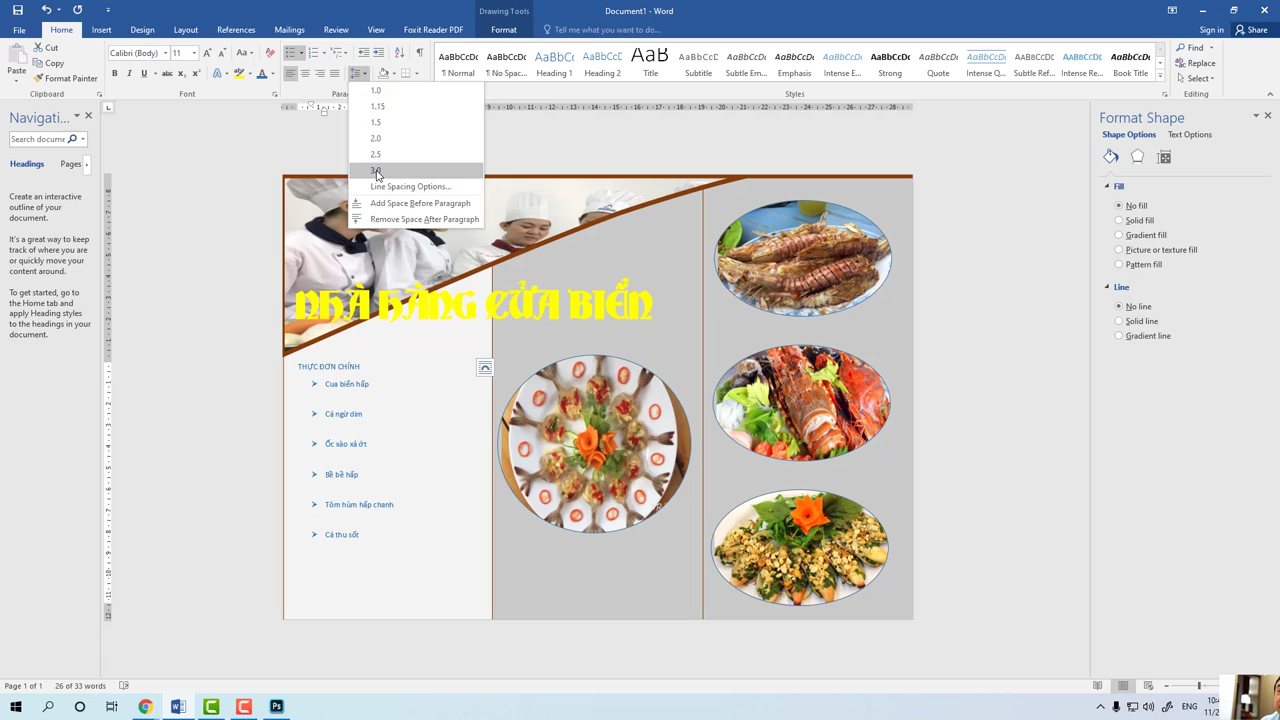 Drawing Tools
Document1 - Word
File
Home
Insert
Design
Layout
References
Mailings
Review
View
Foxit Reader PDF
Format
Tell me what you want to do...
Sign in
Share
Paste
Cut
Copy
Format Painter
Clipboard
Calibri (Body)
11
Font
AaBbCcDc
¶ Normal
¶ No Spac...
Heading 1
Heading 2
Title
Subtitle
Subtle Em...
Emphasis
Intense E...
Strong
Quote
Intense Q...
Subtle Ref...
Intense Re...
Book Title
Styles
Find
Replace
Select
Editing
1.0
1.15
1.5
2.0
2.5
Line Spacing Options...
Add Space Before Paragraph
Remove Space After Paragraph
Search docume
Headings
Pages
Create an interactive
outline of your
document.
It's a great way to keep
track of where you are
or quickly move your
content around.
To get started, go to
the Home tab and
apply Heading styles
to the headings in your
document.
NHÀ HÀNG CỬA BIỂN
THỰC ĐƠN CHÍNH
Cua biển hấp
Cá ngừ dim
Ốc xào xả ớt
Bề bề hấp
Tôm hùm hấp chanh
Cá thu sốt
Format Shape
Shape Options
Text Options
Fill
No fill
Solid fill
Gradient fill
Picture or texture fill
Pattern fill
Line
No line
Solid line
Gradient line
Page 1 of 1
26 of 33 words